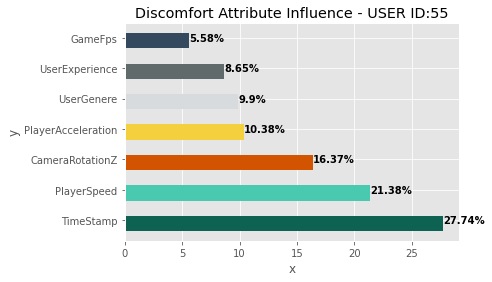 Discomfort Attribute Influence - USER ID:55
GameFps 5.58%
UserExperience 8.65%
UserGenere 9.9%
PlayerAcceleration 10.38%
CameraRotationZ 16.37%
PlayerSpeed 21.38%
TimeStamp 27.74%
y
0 5 10 15 20 25
x